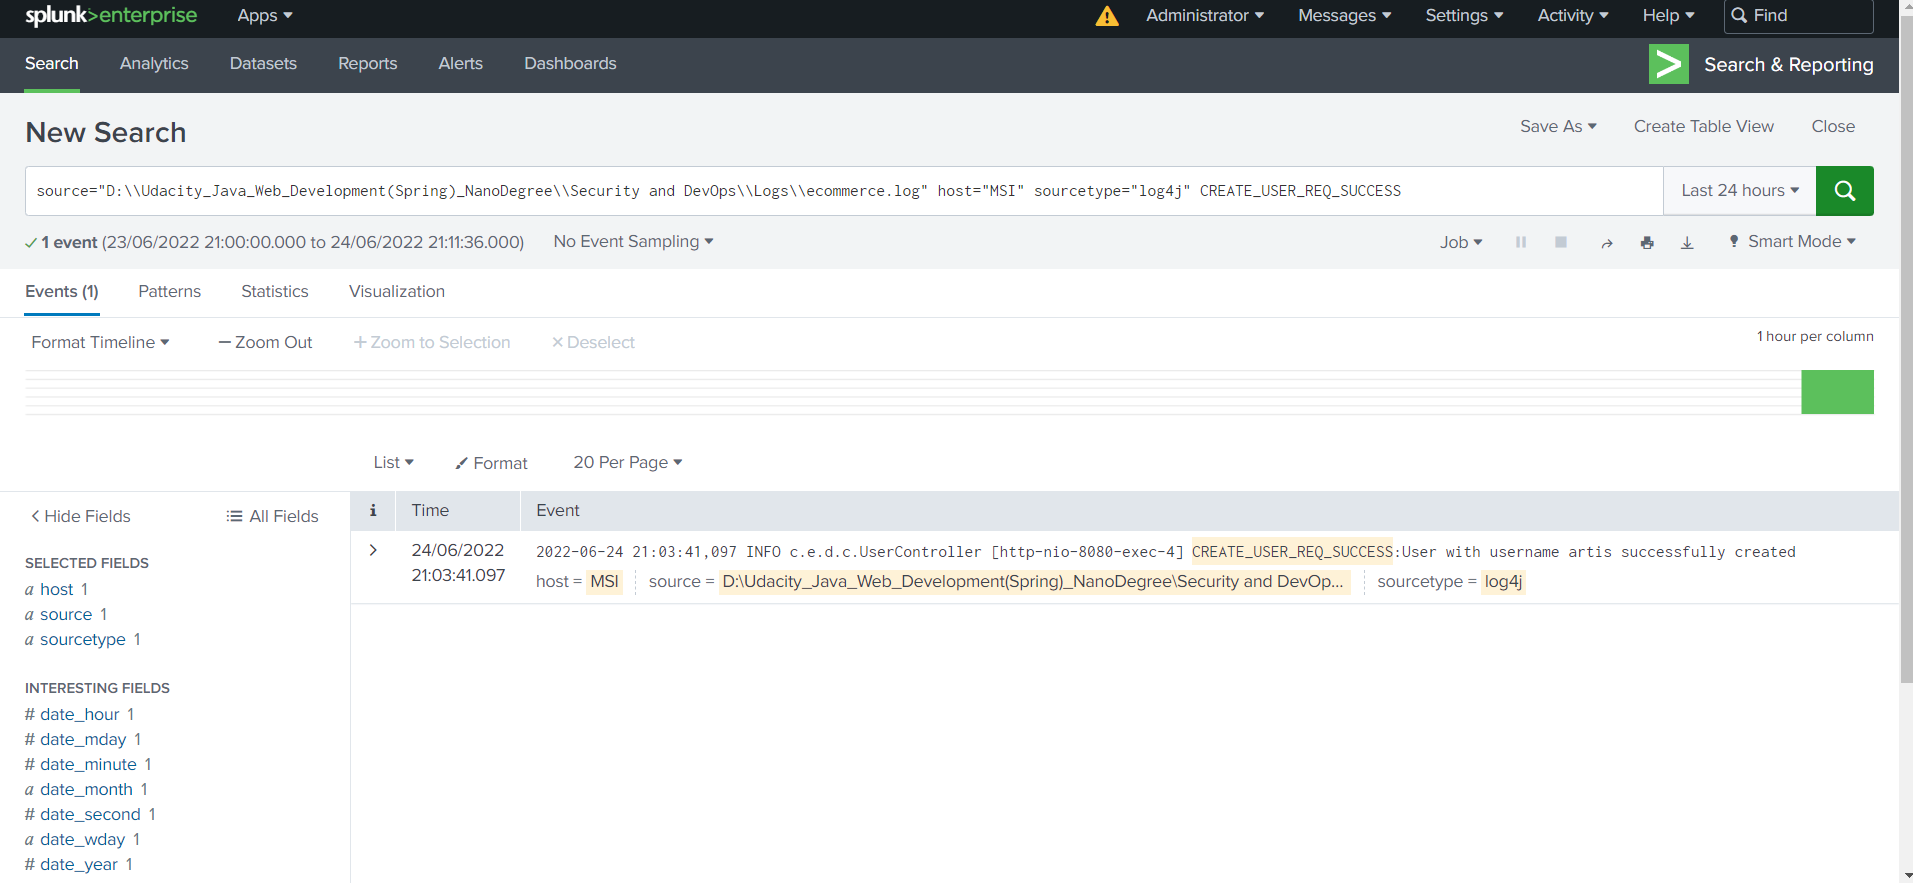 splunk>enterprise Apps Administrator Messages Settings Activity Help Find
Search Analytics Datasets Reports Alerts Dashboards > Search & Reporting
New Search Save As Create Table View Close
source="D:\\Udacity_Java_Web_Development(Spring)_NanoDegree\\Security and DevOps\\Logs\\ecommerce.log" host="MSI" sourcetype="log4j" CREATE_USER_REQ_SUCCESS Last 24 hours
1 event (23/06/2022 21:00:00.000 to 24/06/2022 21:11:36.000) No Event Sampling Job Smart Mode
Events (1) Patterns Statistics Visualization
Format Timeline — Zoom Out + Zoom to Selection × Deselect 1 hour per column
List Format 20 Per Page
< Hide Fields All Fields
i Time Event
SELECTED FIELDS
a host 1
a source 1
a sourcetype 1
INTERESTING FIELDS
# date_hour 1
# date_mday 1
# date_minute 1
a date_month 1
# date_second 1
a date_wday 1
# date_year 1
> 24/06/2022
21:03:41.097
2022-06-24 21:03:41,097 INFO c.e.d.c.UserController [http-nio-8080-exec-4] CREATE_USER_REQ_SUCCESS:User with username artis successfully created
host = MSI source = D:\Udacity_Java_Web_Development(Spring)_NanoDegree\Security and DevOp... sourcetype = log4j